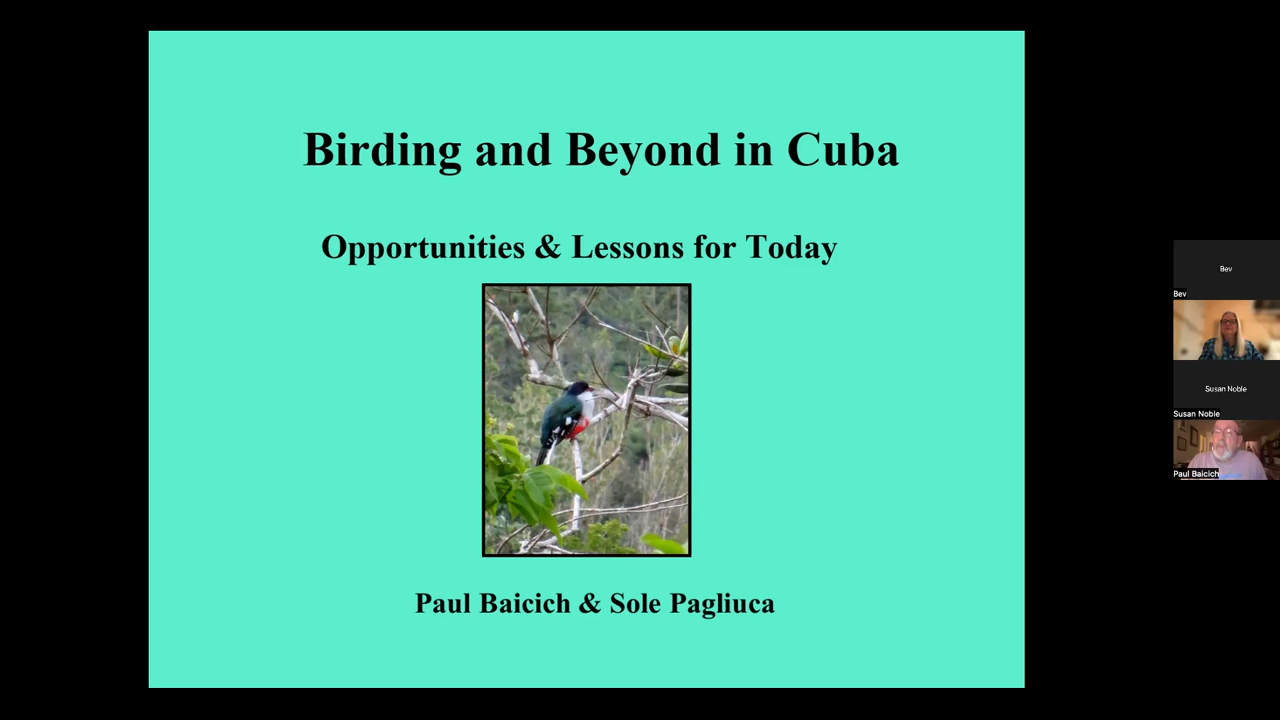 Birding and Beyond in Cuba
Opportunities & Lessons for Today
Paul Baicich & Sole Pagliuca
Bev
Bev
Susan Noble
Susan Noble
Paul Baicich